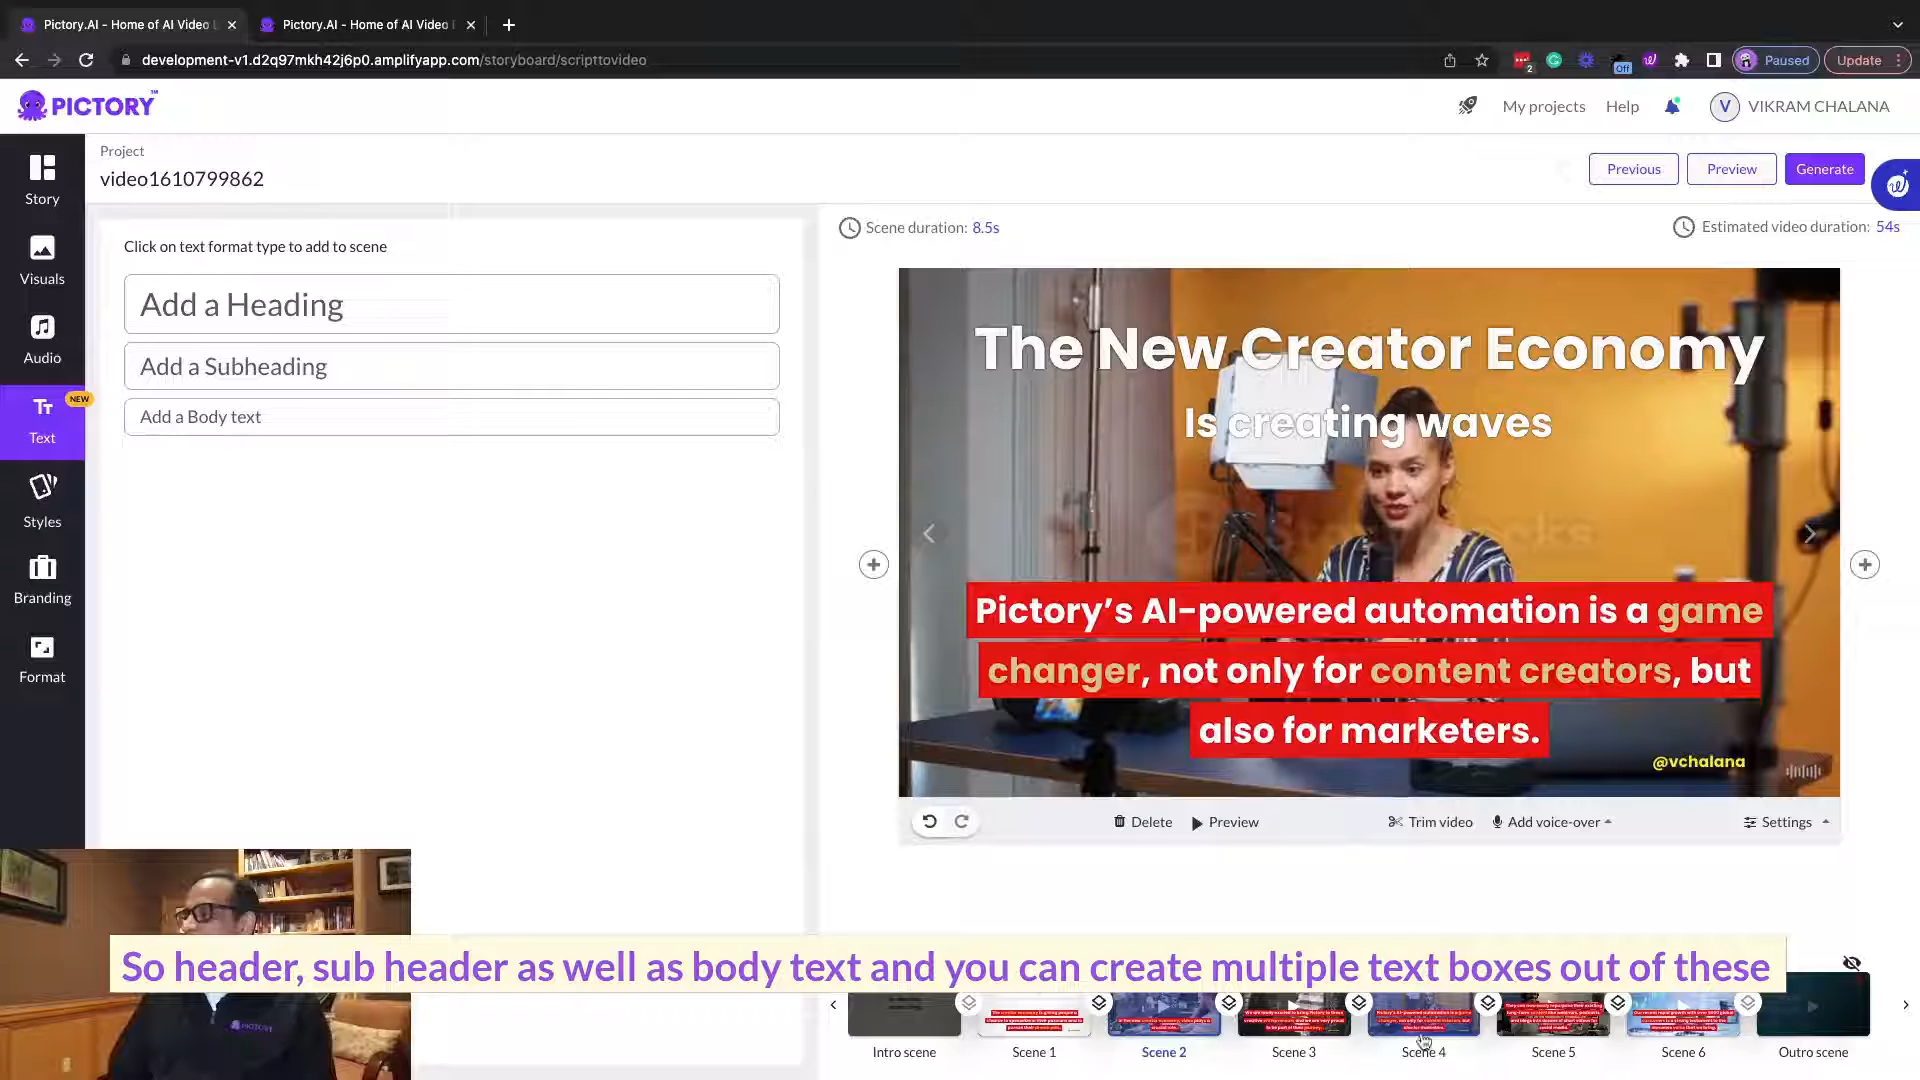 Pictory.AI - Home of AI Video
Pictory.AI - Home of AI Video
development-v1.d2q97mkh42j6p0.amplifyapp.com/storyboard/scripttovideo
2
Off
Paused
Update
PICTORY™
My projects
Help
V
VIKRAM CHALANA
Project
video1610799862
Previous
Preview
Generate
Story
Visuals
Audio
NEW
Text
Styles
Branding
Format
Click on text format type to add to scene
Add a Heading
Add a Subheading
Add a Body text
Scene duration: 8.5s
Estimated video duration: 54s
The New Creator Economy
Is creating waves
Pictory’s AI-powered automation is a game
changer, not only for content creators, but
also for marketers.
@vchalana
Delete
Preview
Trim video
Add voice-over
Settings
So header, sub header as well as body text and you can create multiple text boxes out of these
PICTORY
Intro scene
Scene 1
Scene 2
Scene 3
Scene 4
Scene 5
Scene 6
Outro scene